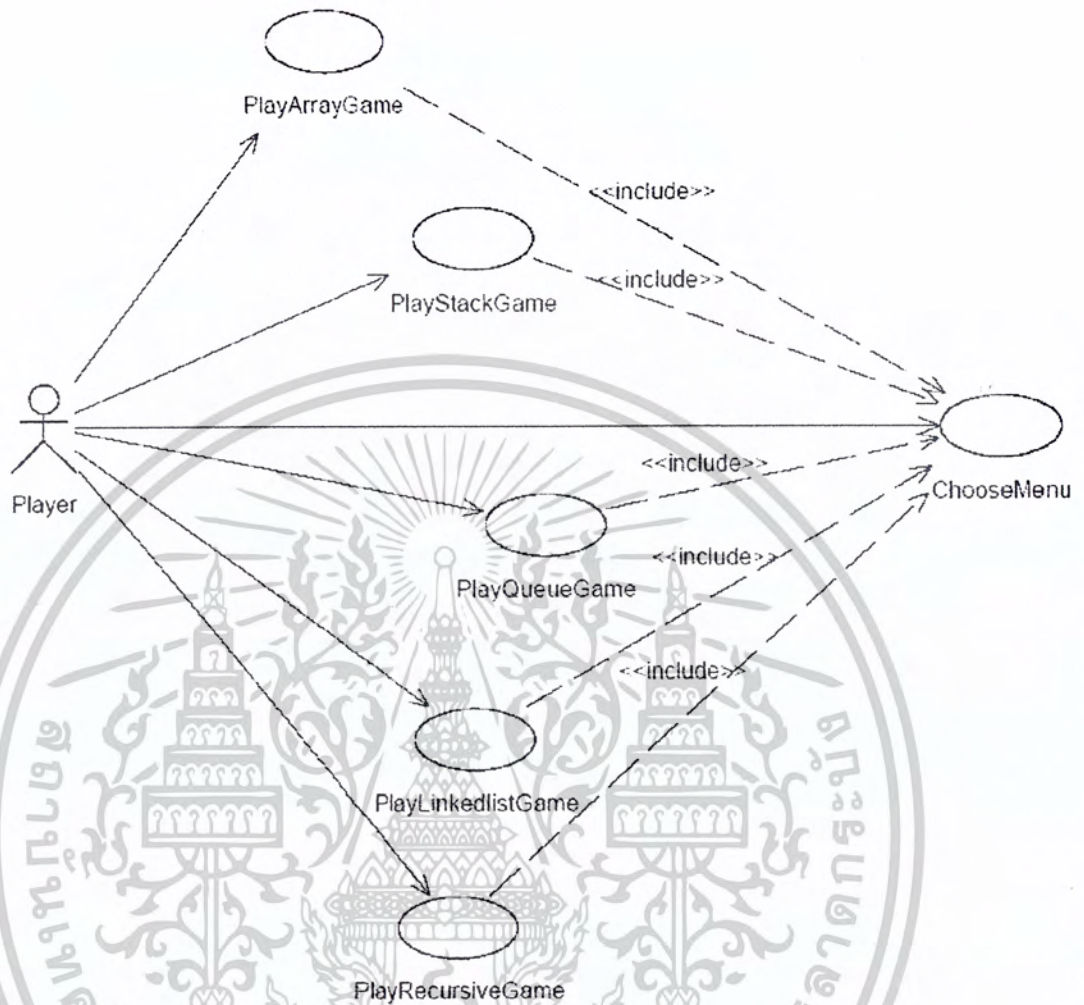 PlayArrayGame
<<include>>
PlayStackGame
<<include>>
Player
<<include>>
ChooseMenu
PlayQueueGame
<<include>>
PlayLinkedlistGame
<<include>>
PlayRecursiveGame